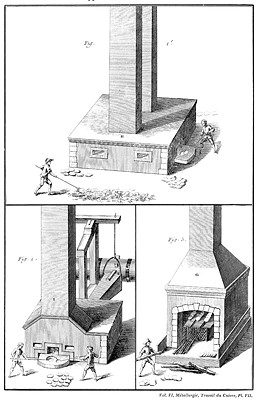 Fig.
1.
Fig. 2.
Fig. 3.
Vol. VI, Métallurgie, Travail du Cuivre, Pl. VII.